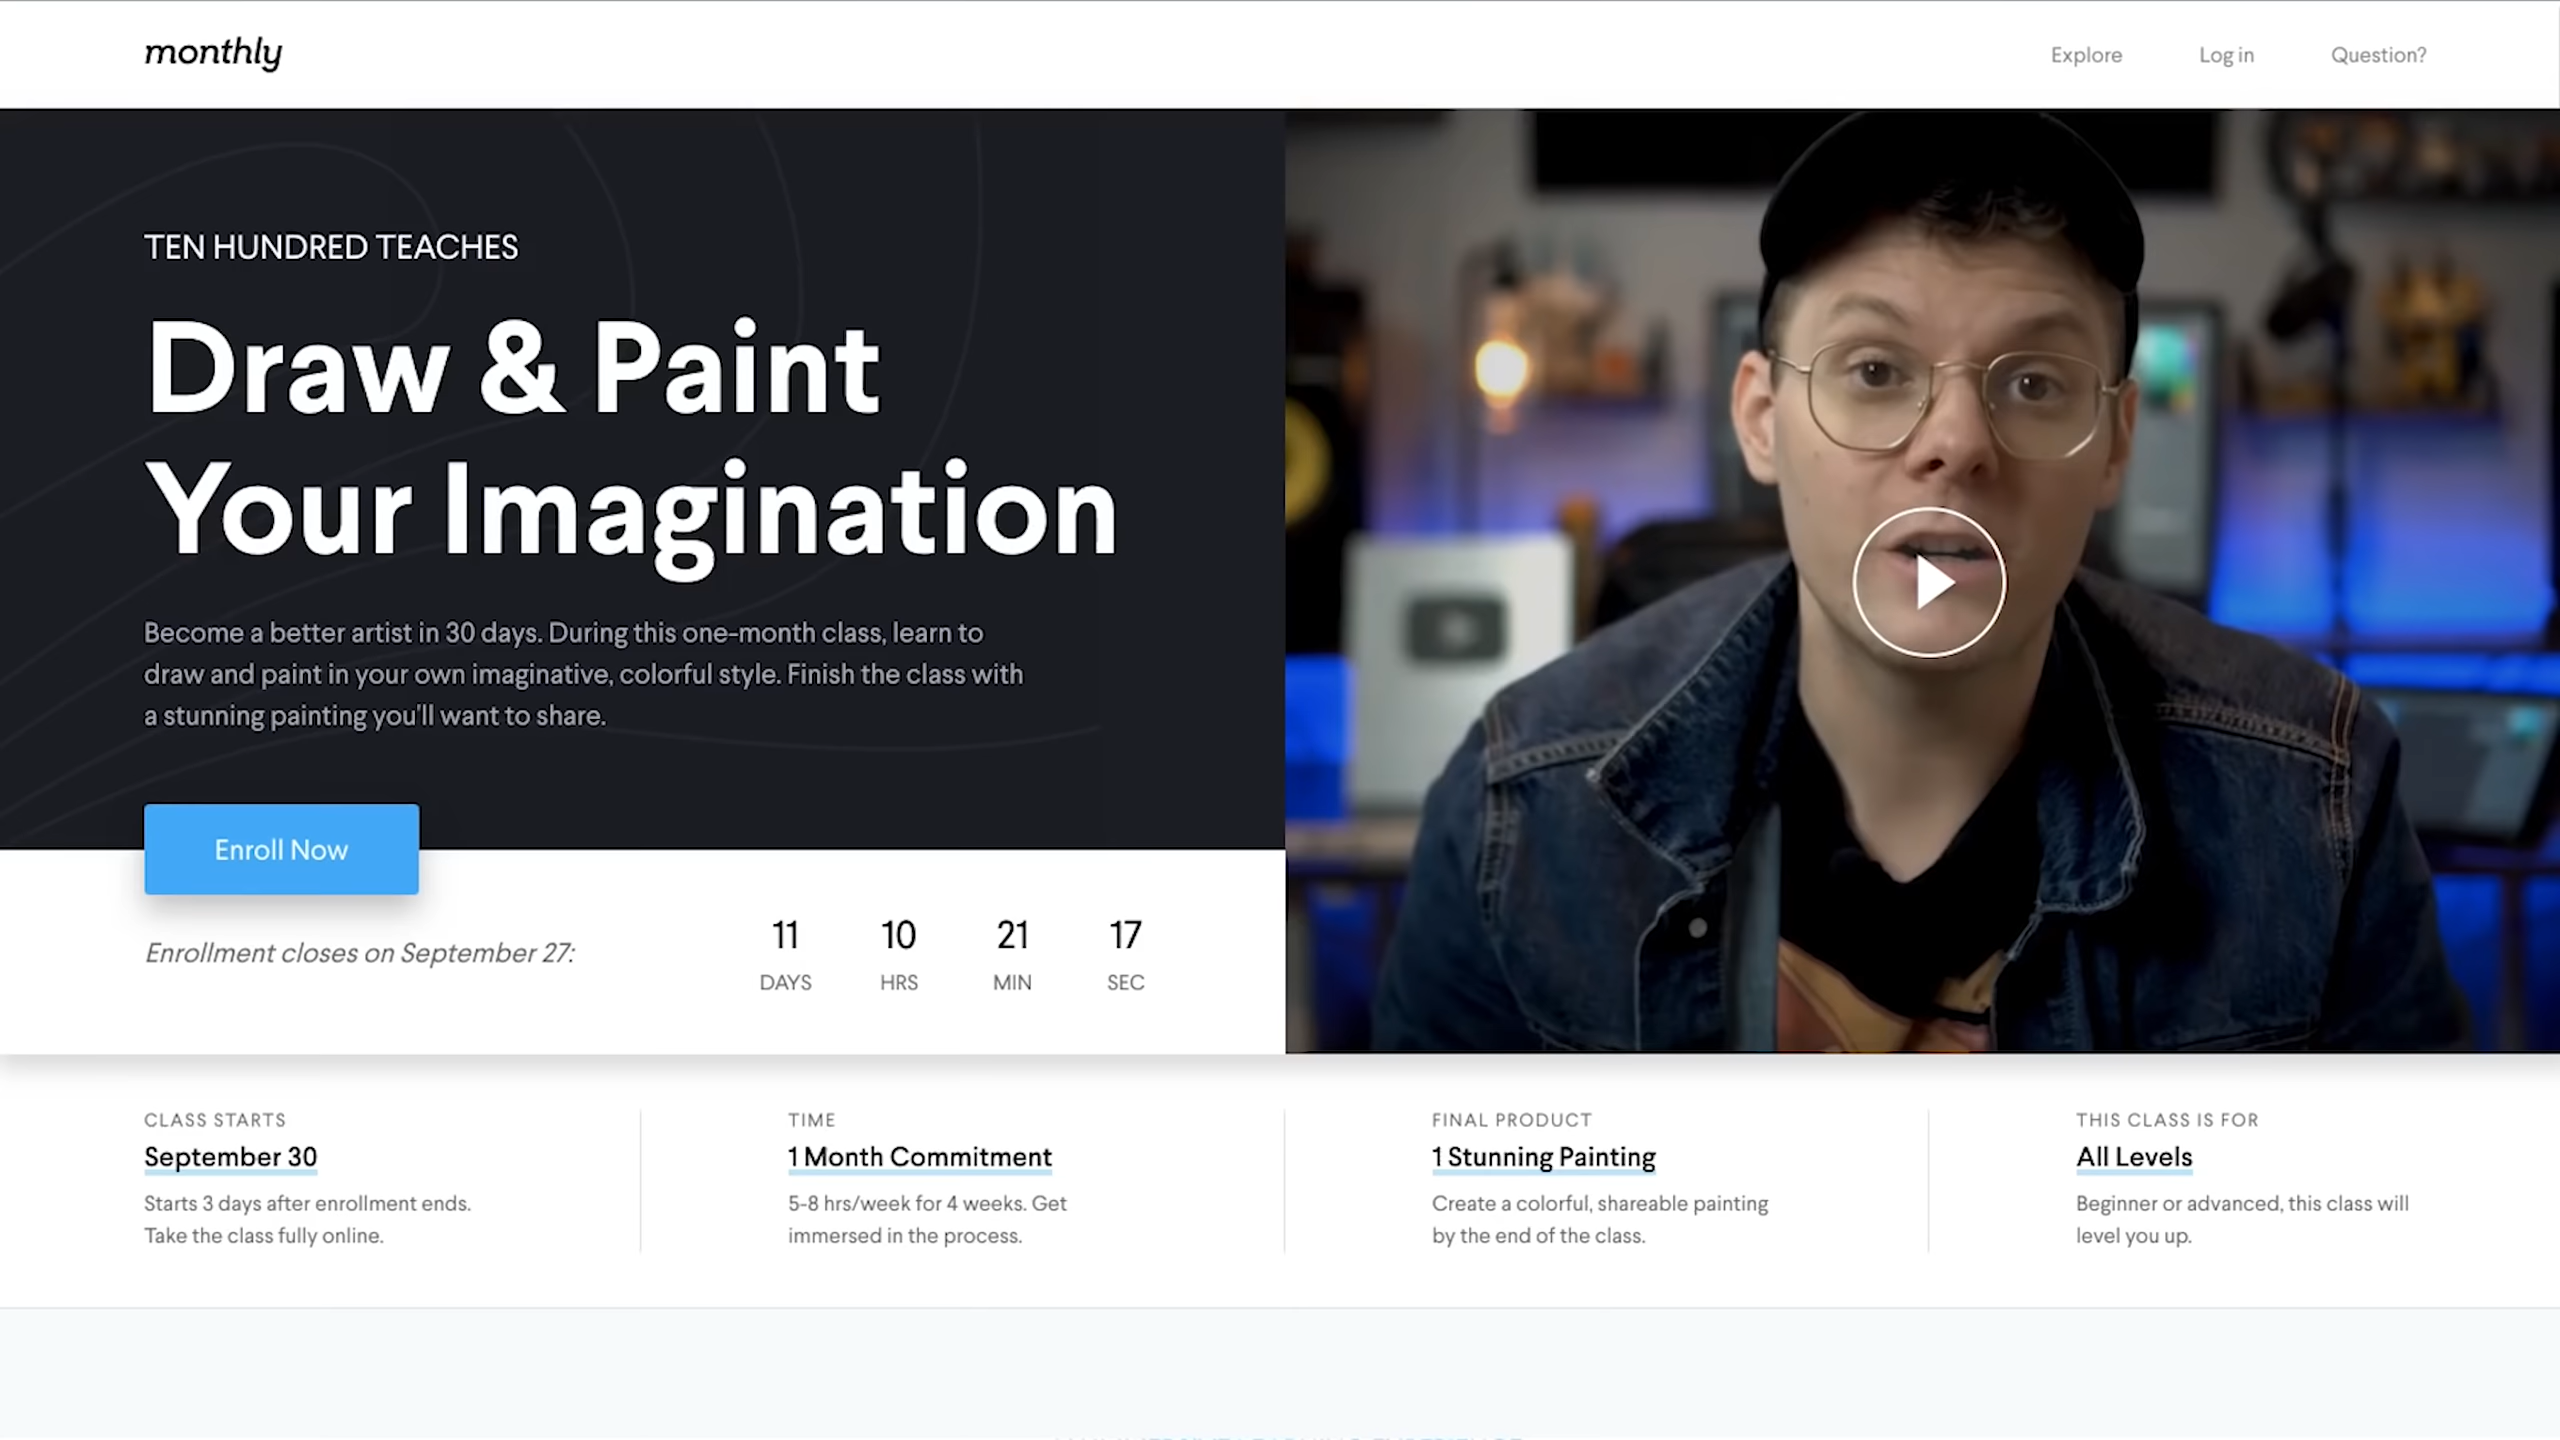 monthly
Explore
Log in
Question?
TEN HUNDRED TEACHES
Draw & Paint
Your Imagination
Become a better artist in 30 days. During this one-month class, learn to
draw and paint in your own imaginative, colorful style. Finish the class with
a stunning painting you'll want to share.
Enroll Now
Enrollment closes on September 27:
11 10 21 17
DAYS HRS MIN SEC
CLASS STARTS
September 30
Starts 3 days after enrollment ends.
Take the class fully online.
TIME
1 Month Commitment
5-8 hrs/week for 4 weeks. Get
immersed in the process.
FINAL PRODUCT
1 Stunning Painting
Create a colorful, shareable painting
by the end of the class.
THIS CLASS IS FOR
All Levels
Beginner or advanced, this class will
level you up.